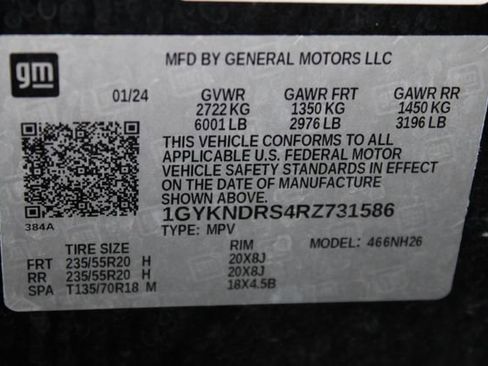 gm
MFD BY GENERAL MOTORS LLC
01/24 GVWR GAWR FRT GAWR RR
2722 KG 1350 KG 1450 KG
6001 LB 2976 LB 3196 LB
THIS VEHICLE CONFORMS TO ALL
APPLICABLE U.S. FEDERAL MOTOR
VEHICLE SAFETY STANDARDS IN EFFECT
ON THE DATE OF MANUFACTURE
SHOWN ABOVE.
384A 1GYKNDRS4RZ731586
TYPE: MPV MODEL: 466NH26
TIRE SIZE RIM
FRT 235/55R20 H 20X8J
RR 235/55R20 H 20X8J
SPA T135/70R18 M 18X4.5B